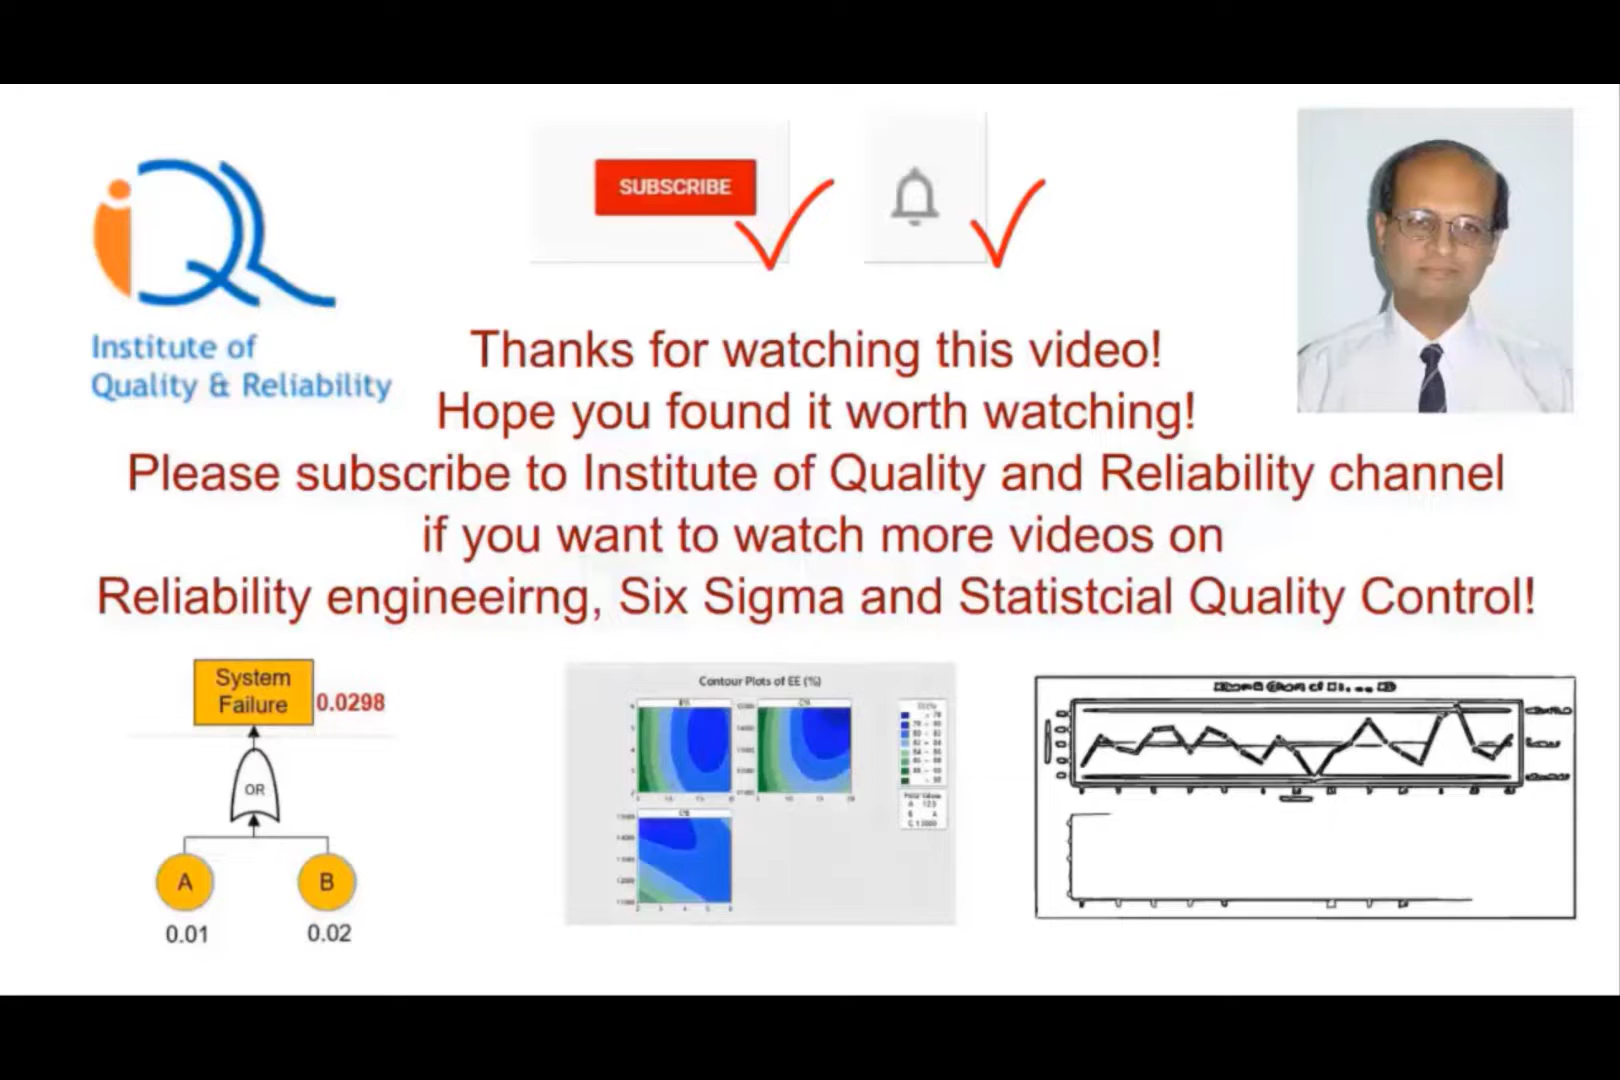 SUBSCRIBE
Institute of
Quality & Reliability
Thanks for watching this video!
Hope you found it worth watching!
Please subscribe to Institute of Quality and Reliability channel
if you want to watch more videos on
Reliability engineeirng, Six Sigma and Statistcial Quality Control!
System
Failure
0.0298
OR
A
B
0.01
0.02
Contour Plots of EE (%)